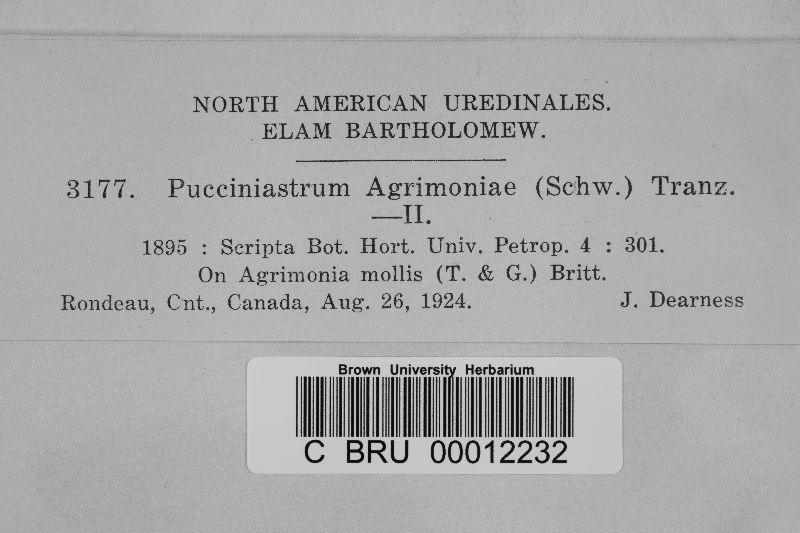 NORTH AMERICAN UREDINALES.
ELAM BARTHOLOMEW.
3177. Pucciniastrum Agrimoniae (Schw.) Tranz.
—II.
1895 : Scripta Bot. Hort. Univ. Petrop. 4 : 301.
On Agrimonia mollis (T. & G.) Britt.
Rondeau, Cnt., Canada, Aug. 26, 1924. J. Dearness
Brown University Herbarium
C BRU 00012232